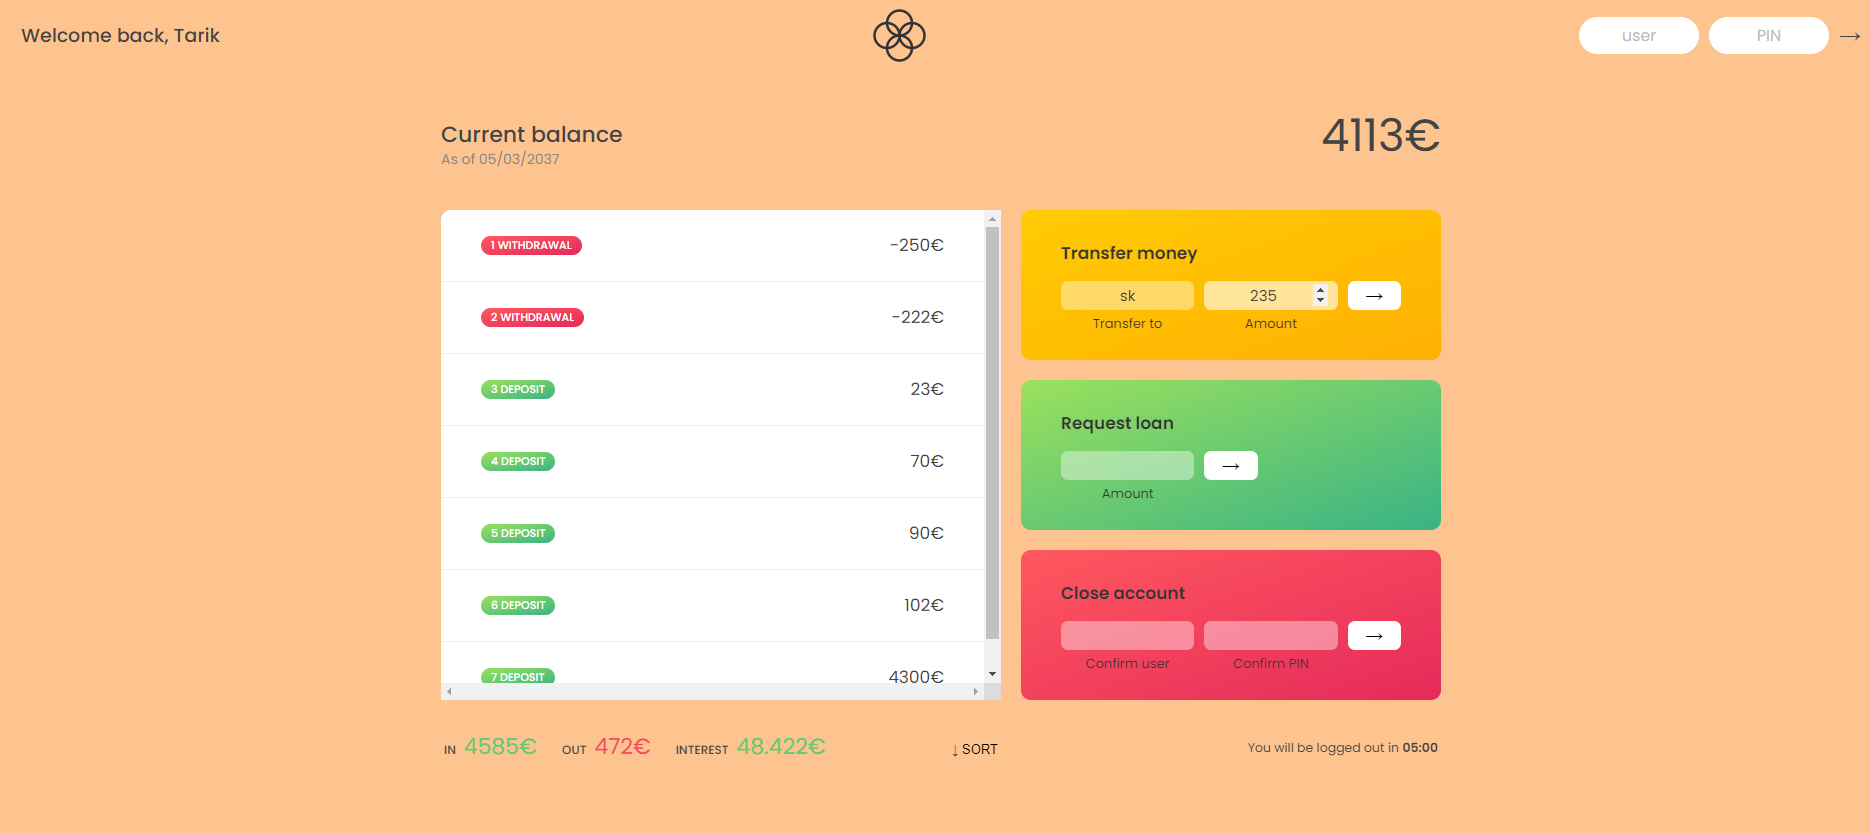 Welcome back, Tarik
user
PIN
→
Current balance
As of 05/03/2037
4113€
1 WITHDRAWAL
-250€
2 WITHDRAWAL
-222€
3 DEPOSIT
23€
4 DEPOSIT
70€
5 DEPOSIT
90€
6 DEPOSIT
102€
7 DEPOSIT
4300€
Transfer money
sk
235
→
Transfer to
Amount
Request loan
→
Amount
Close account
→
Confirm user
Confirm PIN
IN 4585€ OUT 472€ INTEREST 48.422€
↓ SORT
You will be logged out in 05:00